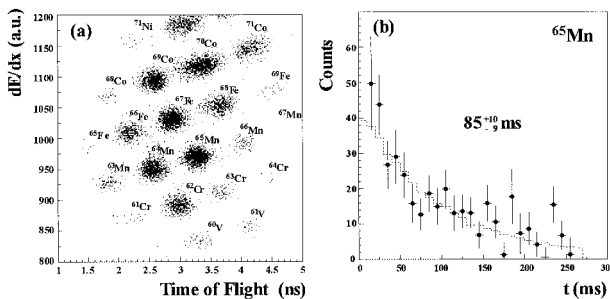 (a)
dE/dx (a.u.)
1200
1150
1100
1050
1000
950
900
850
800
⁷¹Ni
⁷¹Co
⁷⁰Co
⁶⁹Co
⁶⁸Co
⁶⁹Fe
⁶⁸Fe
⁶⁷Fe
⁶⁷Mn
⁶⁶Fe
⁶⁶Mn
⁶⁵Fe
⁶⁵Mn
⁶⁴Mn
⁶³Mn
⁶⁴Cr
⁶³Cr
⁶²Cr
⁶¹Cr
⁶¹V
⁶⁰V
1 1.5 2 2.5 3 3.5 4 4.5 5
Time of Flight (ns)
(b)
⁶⁵Mn
Counts
60
50
40
30
20
10
0
85 +10 -9 ms
0 50 100 150 200 250 300
t (ms)